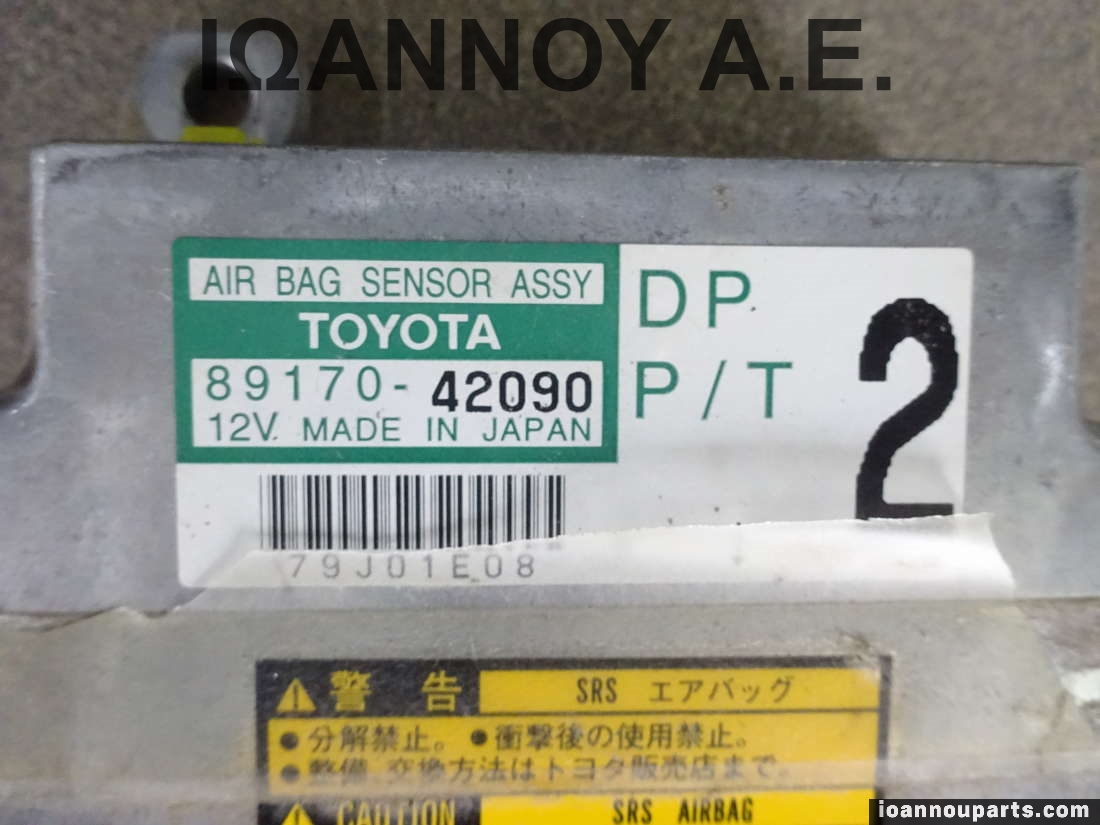 ΙΩΑΝΝΟΥ Α.Ε.
AIR BAG SENSOR ASSY
TOYOTA
89170-42090
12V. MADE IN JAPAN
DP
P/T
2
79J01E08
警告 SRS エアバッグ
●分解禁止。 ●衝撃後の使用禁止。
●整備、交換方法はトヨタ販売店まで。
CAUTION SRS AIRBAG
ioannouparts.com